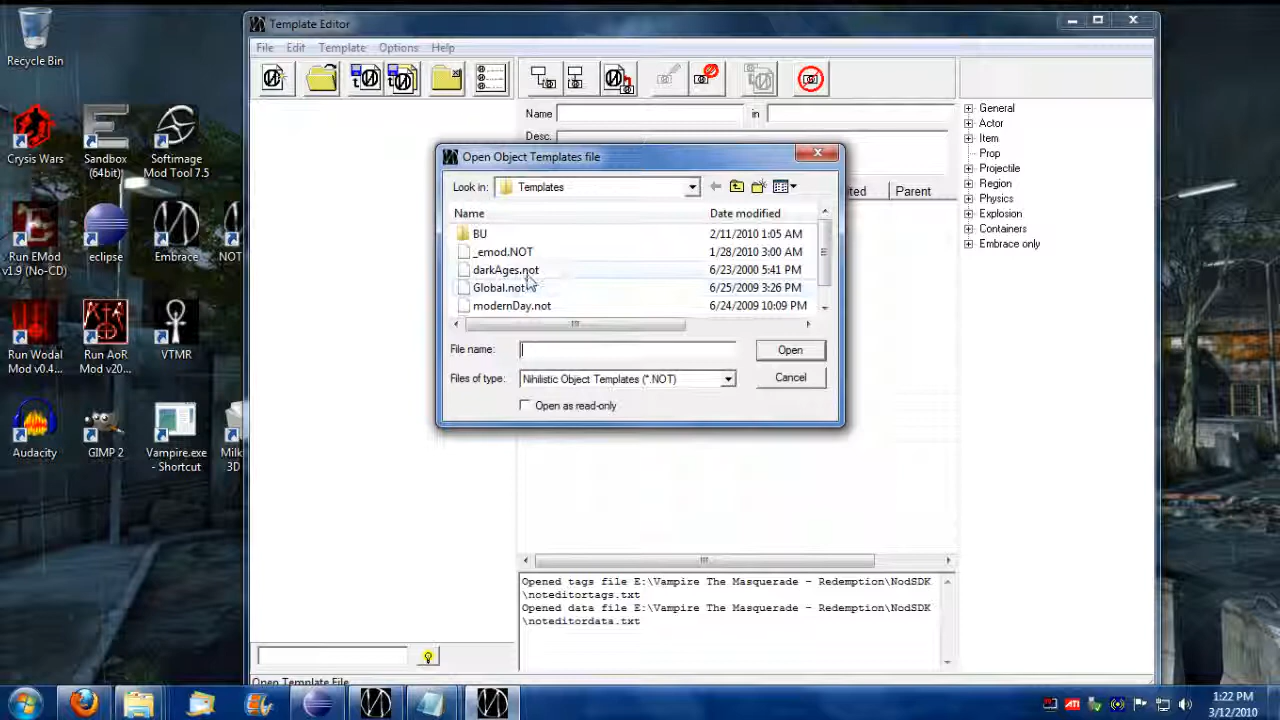 Template Editor
File Edit Template Options Help
Recycle Bin
Crysis Wars
Sandbox (64bit)
Softimage Mod Tool 7.5
Run EMod v1.9 (No CD)
eclipse
Embrace
NOT
Run Wodal Mod v0.4...
Run AoR Mod v20...
VTMR
Audacity
GIMP 2
Vampire.exe - Shortcut
Milk 3D
Name in
Desc.
Parent
General
Actor
Item
Prop
Projectile
Region
Physics
Explosion
Containers
Embrace only
Open Object Templates file
Look in: Templates
Name Date modified
BU 2/11/2010 1:05 AM
_emod.NOT 1/28/2010 3:00 AM
darkAges.not 6/23/2000 5:41 PM
Global.not 6/25/2009 3:26 PM
modernDay.not 6/24/2009 10:09 PM
File name: Open
Files of type: Nihilistic Object Templates (*.NOT) Cancel
Open as read-only
Opened tags file E:\Vampire The Masquerade - Redemption\NodSDK
\noteditortags.txt
Opened data file E:\Vampire The Masquerade - Redemption\NodSDK
\noteditordata.txt
Open Template File
ATI
1:22 PM
3/12/2010